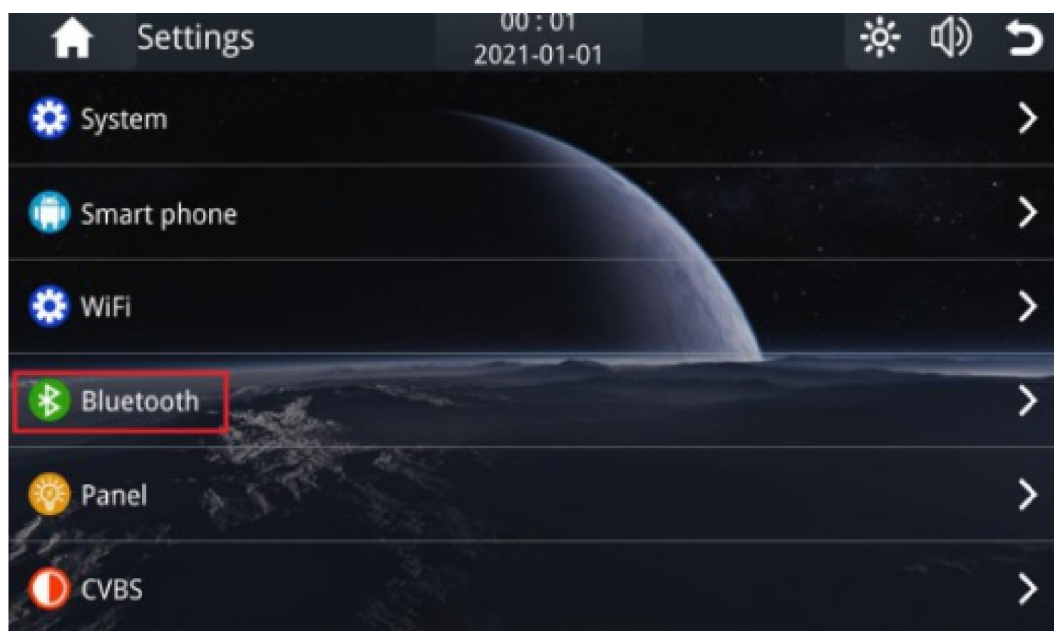 Settings
00 : 01
2021-01-01
System
Smart phone
WiFi
Bluetooth
Panel
CVBS